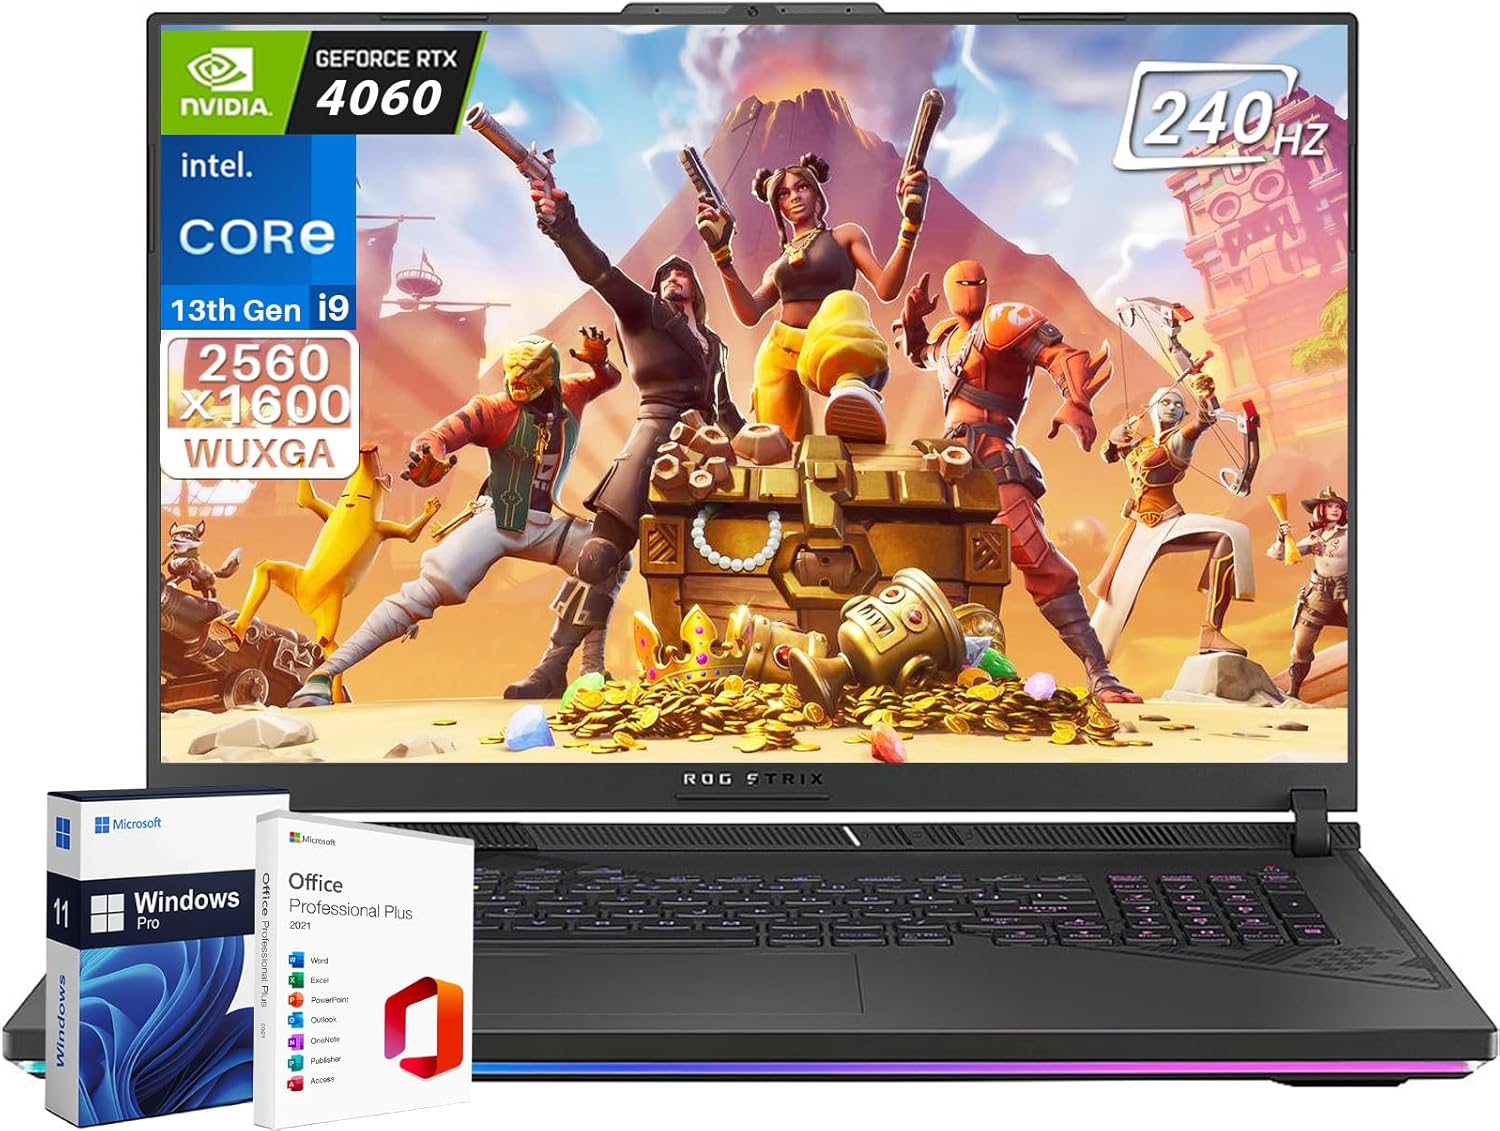 NVIDIA.
GEFORCE RTX
4060
240HZ
intel.
CORe
13th Gen i9
2560
x1600
WUXGA
ROG STRIX
Microsoft
11
Windows
Pro
Windows
Microsoft
Office
Professional Plus
2021
Office Professional Plus 2021
Word
Excel
PowerPoint
Outlook
OneNote
Publisher
Access